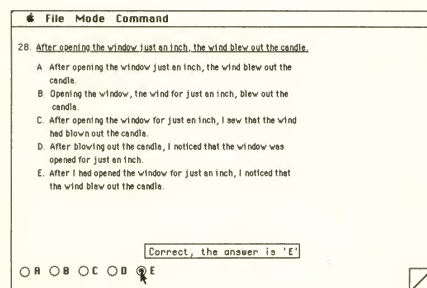 File Mode Command
28. After opening the window just an inch, the wind blew out the candle.
A After opening the window just an inch, the wind blew out the
candle.
B Opening the window, the wind for just an inch, blew out the
candle.
C. After opening the window for just an inch, I saw that the wind
had blown out the candle.
D. After blowing out the candle, I noticed that the window was
opened for just an inch.
E. After I had opened the window for just an inch, I noticed that
the wind blew out the candle.
Correct, the answer is 'E'
A B C D E